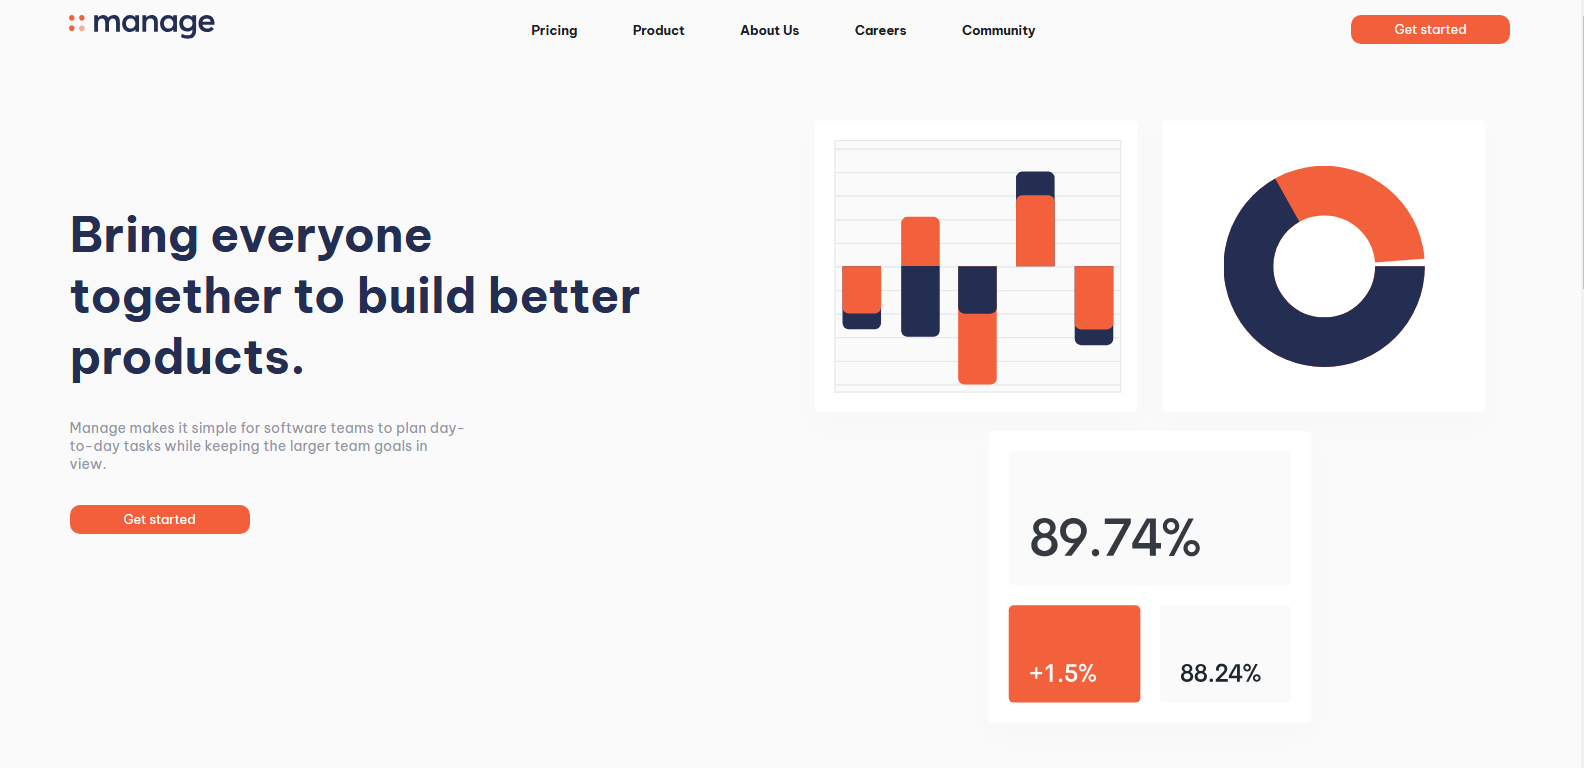 manage
Pricing Product About Us Careers Community
Get started
Bring everyone
together to build better
products.
Manage makes it simple for software teams to plan day-
to-day tasks while keeping the larger team goals in
view.
Get started
89.74%
+1.5%
88.24%